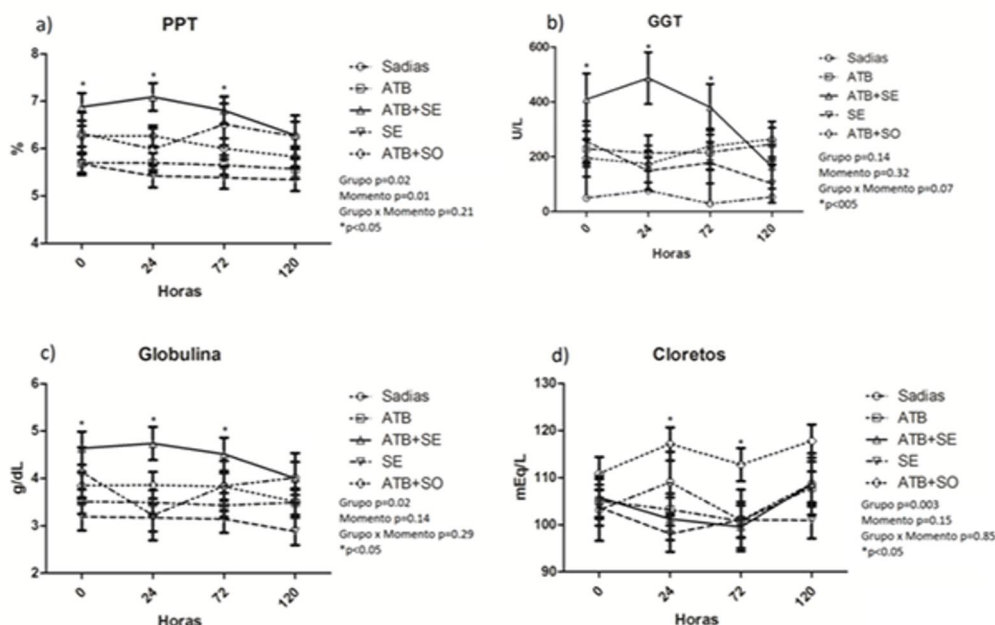 a) PPT
*
*
*
8
7
6
5
4
%
0
24
72
120
Horas
Sadias
ATB
ATB+SE
SE
ATB+SO
Grupo p=0.02
Momento p=0.01
Grupo x Momento p=0.21
*p<0.05
b) GGT
*
*
*
600
400
200
0
U/L
0
24
72
120
Horas
Sadias
ATB
ATB+SE
SE
ATB+SO
Grupo p=0.14
Momento p=0.32
Grupo x Momento p=0.07
*p<005
c) Globulina
*
*
*
6
5
4
3
2
g/dL
0
24
72
120
Horas
Sadias
ATB
ATB+SE
SE
ATB+SO
Grupo p=0.02
Momento p=0.14
Grupo x Momento p=0.29
*p<0.05
d) Cloretos
*
*
130
120
110
100
90
mEq/L
0
24
72
120
Horas
Sadias
ATB
ATB+SE
SE
ATB+SO
Grupo p=0.003
Momento p=0.15
Grupo x Momento p=0.85
*p<0.05